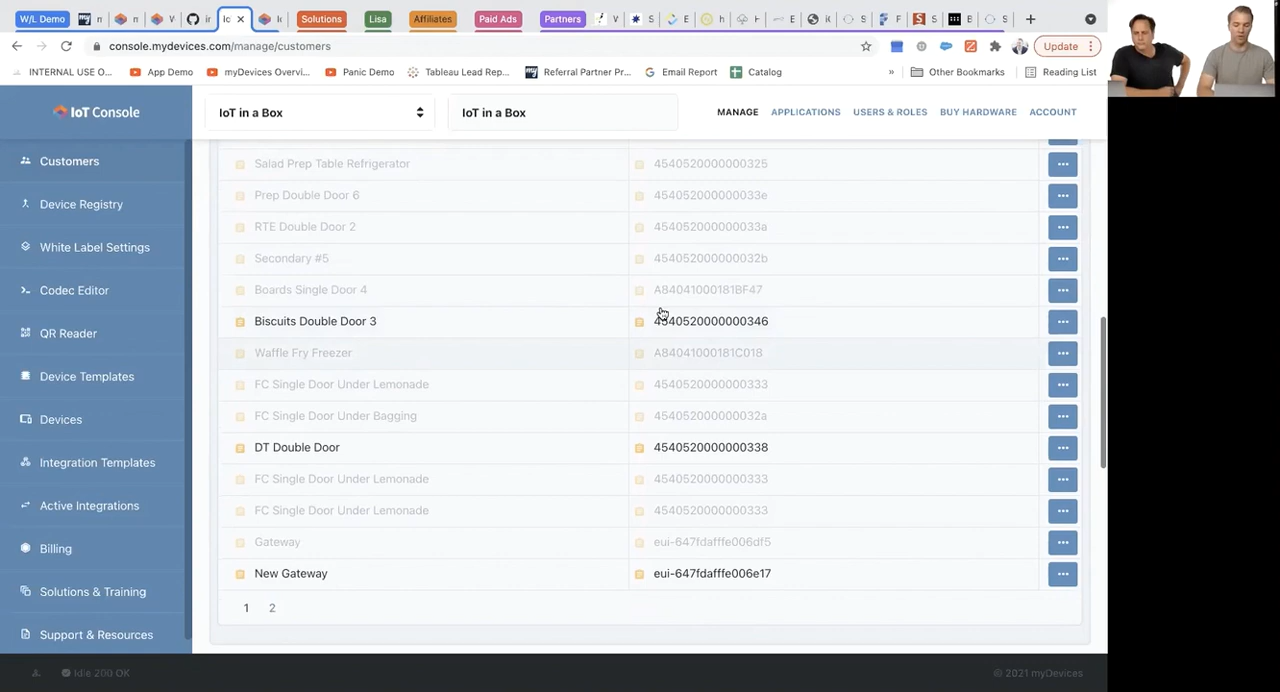 W/L Demo
Solutions
Lisa
Affiliates
Paid Ads
Partners
console.mydevices.com/manage/customers
Update
INTERNAL USE O...
App Demo
myDevices Overvi...
Panic Demo
Tableau Lead Rep...
Referral Partner Pr...
Email Report
Catalog
»
Other Bookmarks
Reading List
IoT Console
IoT in a Box
IoT in a Box
MANAGE
APPLICATIONS
USERS & ROLES
BUY HARDWARE
ACCOUNT
Customers
Device Registry
White Label Settings
Codec Editor
QR Reader
Device Templates
Devices
Integration Templates
Active Integrations
Billing
Solutions & Training
Support & Resources
Salad Prep Table Refrigerator 4540520000000325
Prep Double Door 6 454052000000033e
RTE Double Door 2 454052000000033a
Secondary #5 454052000000032b
Boards Single Door 4 A84041000181BF47
Biscuits Double Door 3 4540520000000346
Waffle Fry Freezer A84041000181C018
FC Single Door Under Lemonade 4540520000000333
FC Single Door Under Bagging 454052000000032a
DT Double Door 4540520000000338
FC Single Door Under Lemonade 4540520000000333
FC Single Door Under Lemonade 4540520000000333
Gateway eui-647fdafffe006df5
New Gateway eui-647fdafffe006e17
1 2
Idle 200 OK
© 2021 myDevices